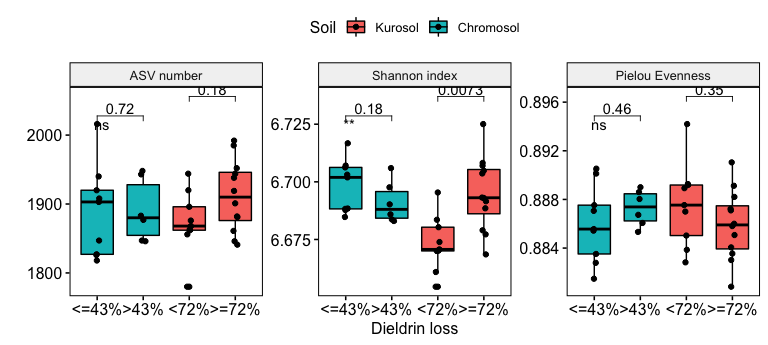 Soil Kurosol Chromosol
ASV number Shannon index Pielou Evenness
0.72 0.18 0.18 0.0073 0.46 0.35
ns ** ns
2000 1900 1800
6.725 6.700 6.675
0.896 0.892 0.888 0.884
<=43% >43% <72% >=72% <=43% >43% <72% >=72% <=43% >43% <72% >=72%
Dieldrin loss